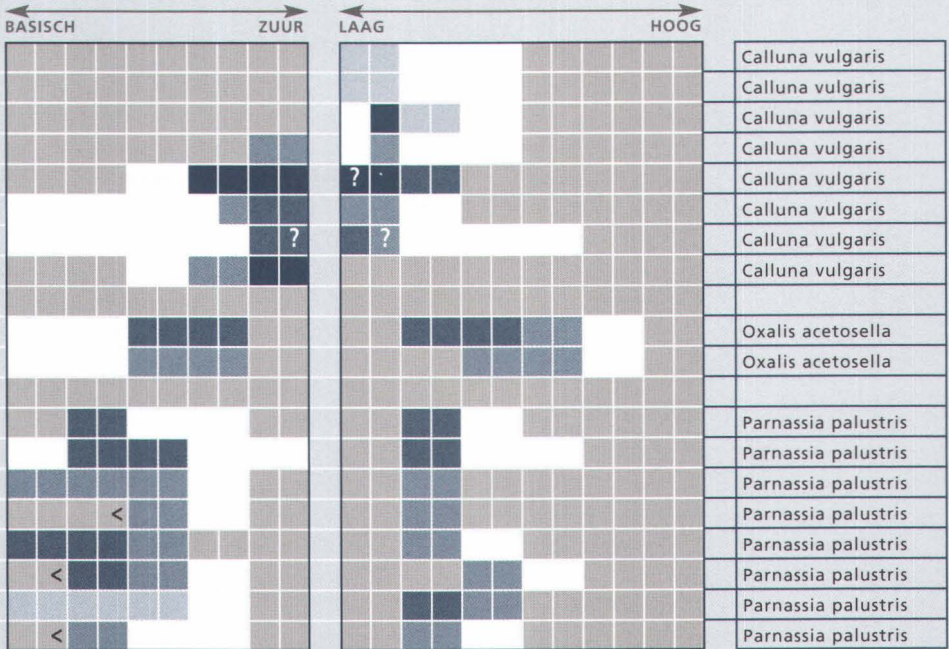 BASISCH ZUUR LAAG HOOG
Calluna vulgaris
Calluna vulgaris
Calluna vulgaris
Calluna vulgaris
? Calluna vulgaris
Calluna vulgaris
? ? Calluna vulgaris
Calluna vulgaris
Oxalis acetosella
Oxalis acetosella
Parnassia palustris
Parnassia palustris
Parnassia palustris
< Parnassia palustris
Parnassia palustris
< Parnassia palustris
Parnassia palustris
< Parnassia palustris